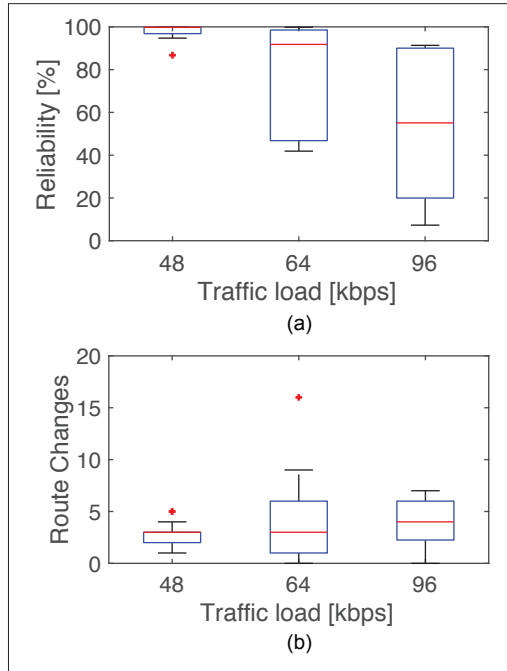 100
80
60
40
20
0
Reliability [%]
48 64 96
Traffic load [kbps]
(a)
20
15
10
5
0
Route Changes
48 64 96
Traffic load [kbps]
(b)